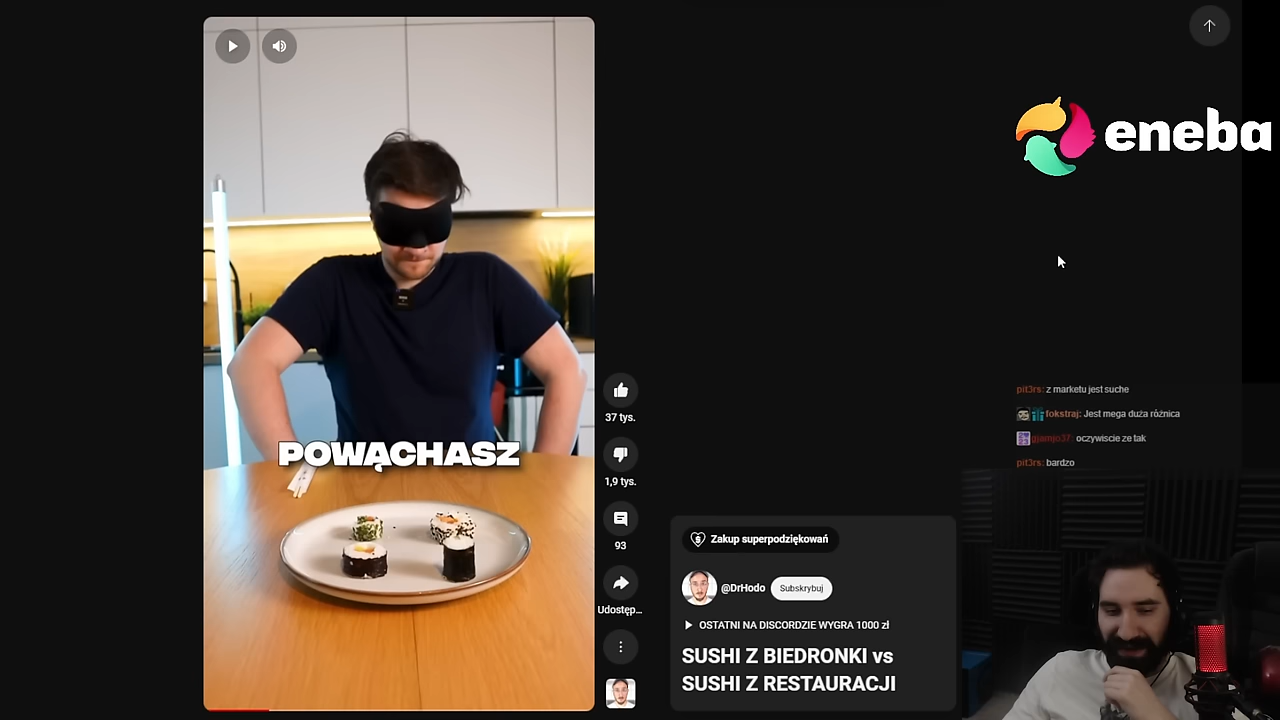 POWĄCHASZ
37 tys.
1,9 tys.
93
Udostęp...
Zakup superpodziękowań
@DrHodo
Subskrybuj
OSTATNI NA DISCORDZIE WYGRA 1000 zł
SUSHI Z BIEDRONKI vs
SUSHI Z RESTAURACJI
eneba
pit3rs: z marketu jest suche
fokstraj: Jest mega duża różnica
gjamjo37: oczywiscie ze tak
pit3rs: bardzo